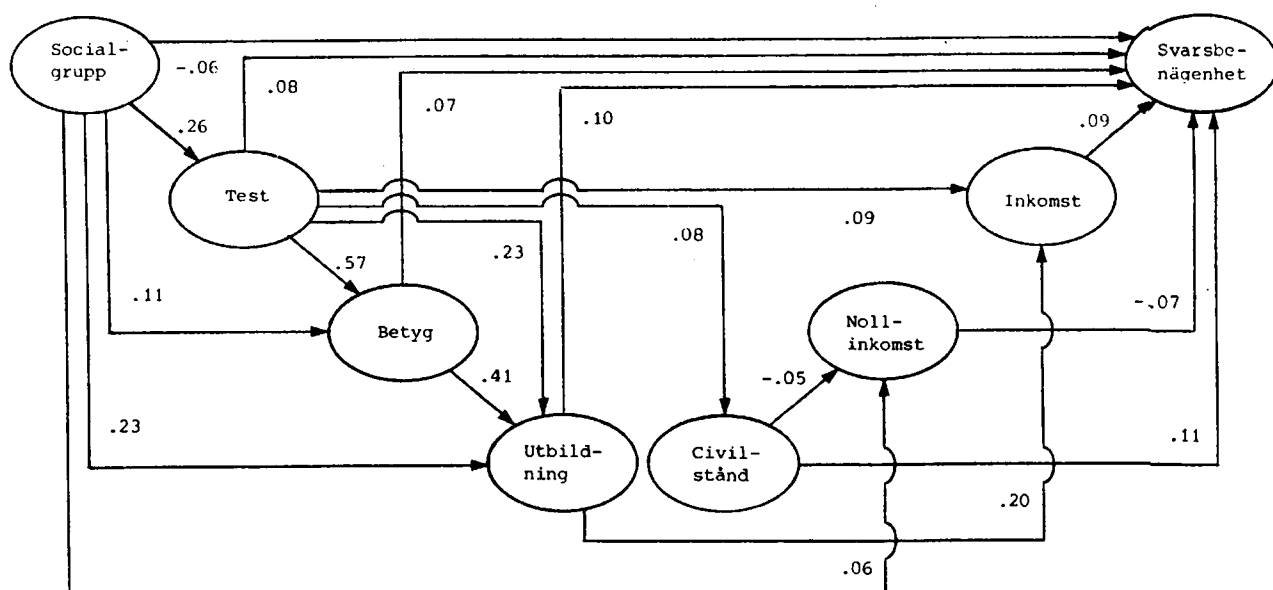 Social-
grupp
Svarsbe-
nägenhet
-.06
.08
.07
.10
.09
.26
Test
Inkomst
.09
.08
.23
.57
.11
Betyg
Noll-
inkomst
-.07
.41
-.05
.23
Utbild-
ning
Civil-
stånd
.11
.20
.06